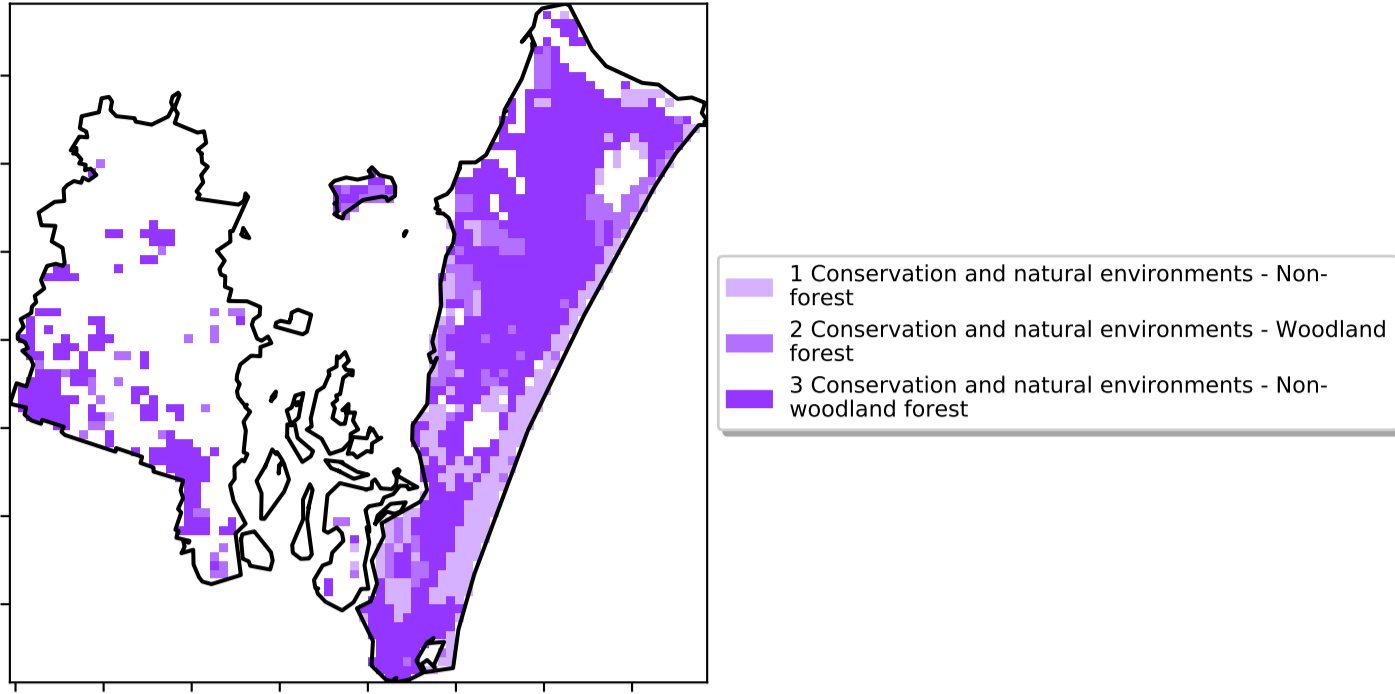 1 Conservation and natural environments - Non-
forest
2 Conservation and natural environments - Woodland
forest
3 Conservation and natural environments - Non-
woodland forest